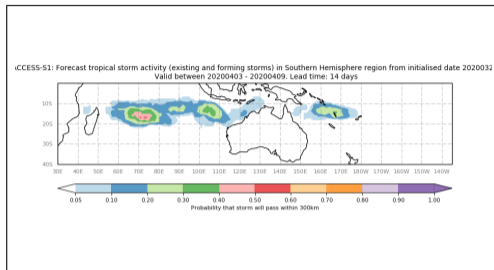 ACCESS-S1: Forecast tropical storm activity (existing and forming storms) in Southern Hemisphere region from initialised date 2020032
Valid between 20200403 - 20200409. Lead time: 14 days
10S
20S
30S
40S
30E 40E 50E 60E 70E 80E 90E 100E 110E 120E 130E 140E 150E 160E 170E 180 170W 160W 150W 140W
0.05 0.10 0.20 0.30 0.40 0.50 0.60 0.70 0.80 0.90 1.00
Probability that storm will pass within 300km